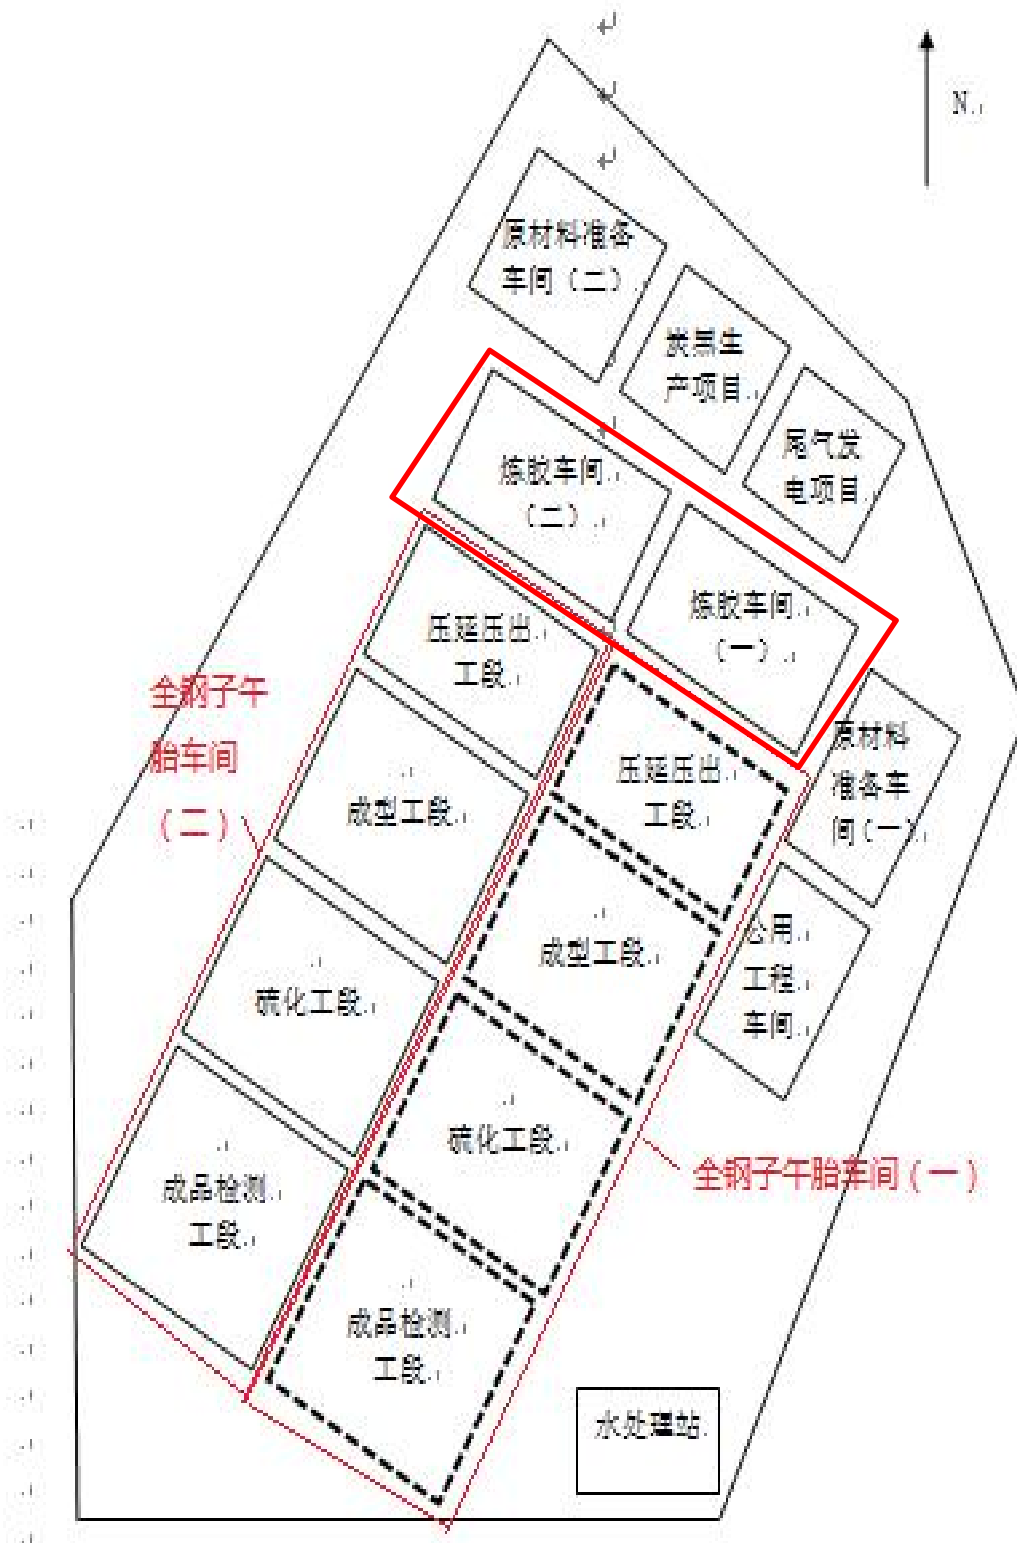 N
原材料准备
车间（二）
炭黑生
产项目
尾气发
电项目
炼胶车间
（二）
炼胶车间
（一）
压延压出
工段
全钢子午
胎车间
（二）
原材料
准备车
间（一）
压延压出
工段
成型工段
公用
工程
车间
成型工段
硫化工段
硫化工段
全钢子午胎车间（一）
成品检测
工段
成品检测
工段
水处理站